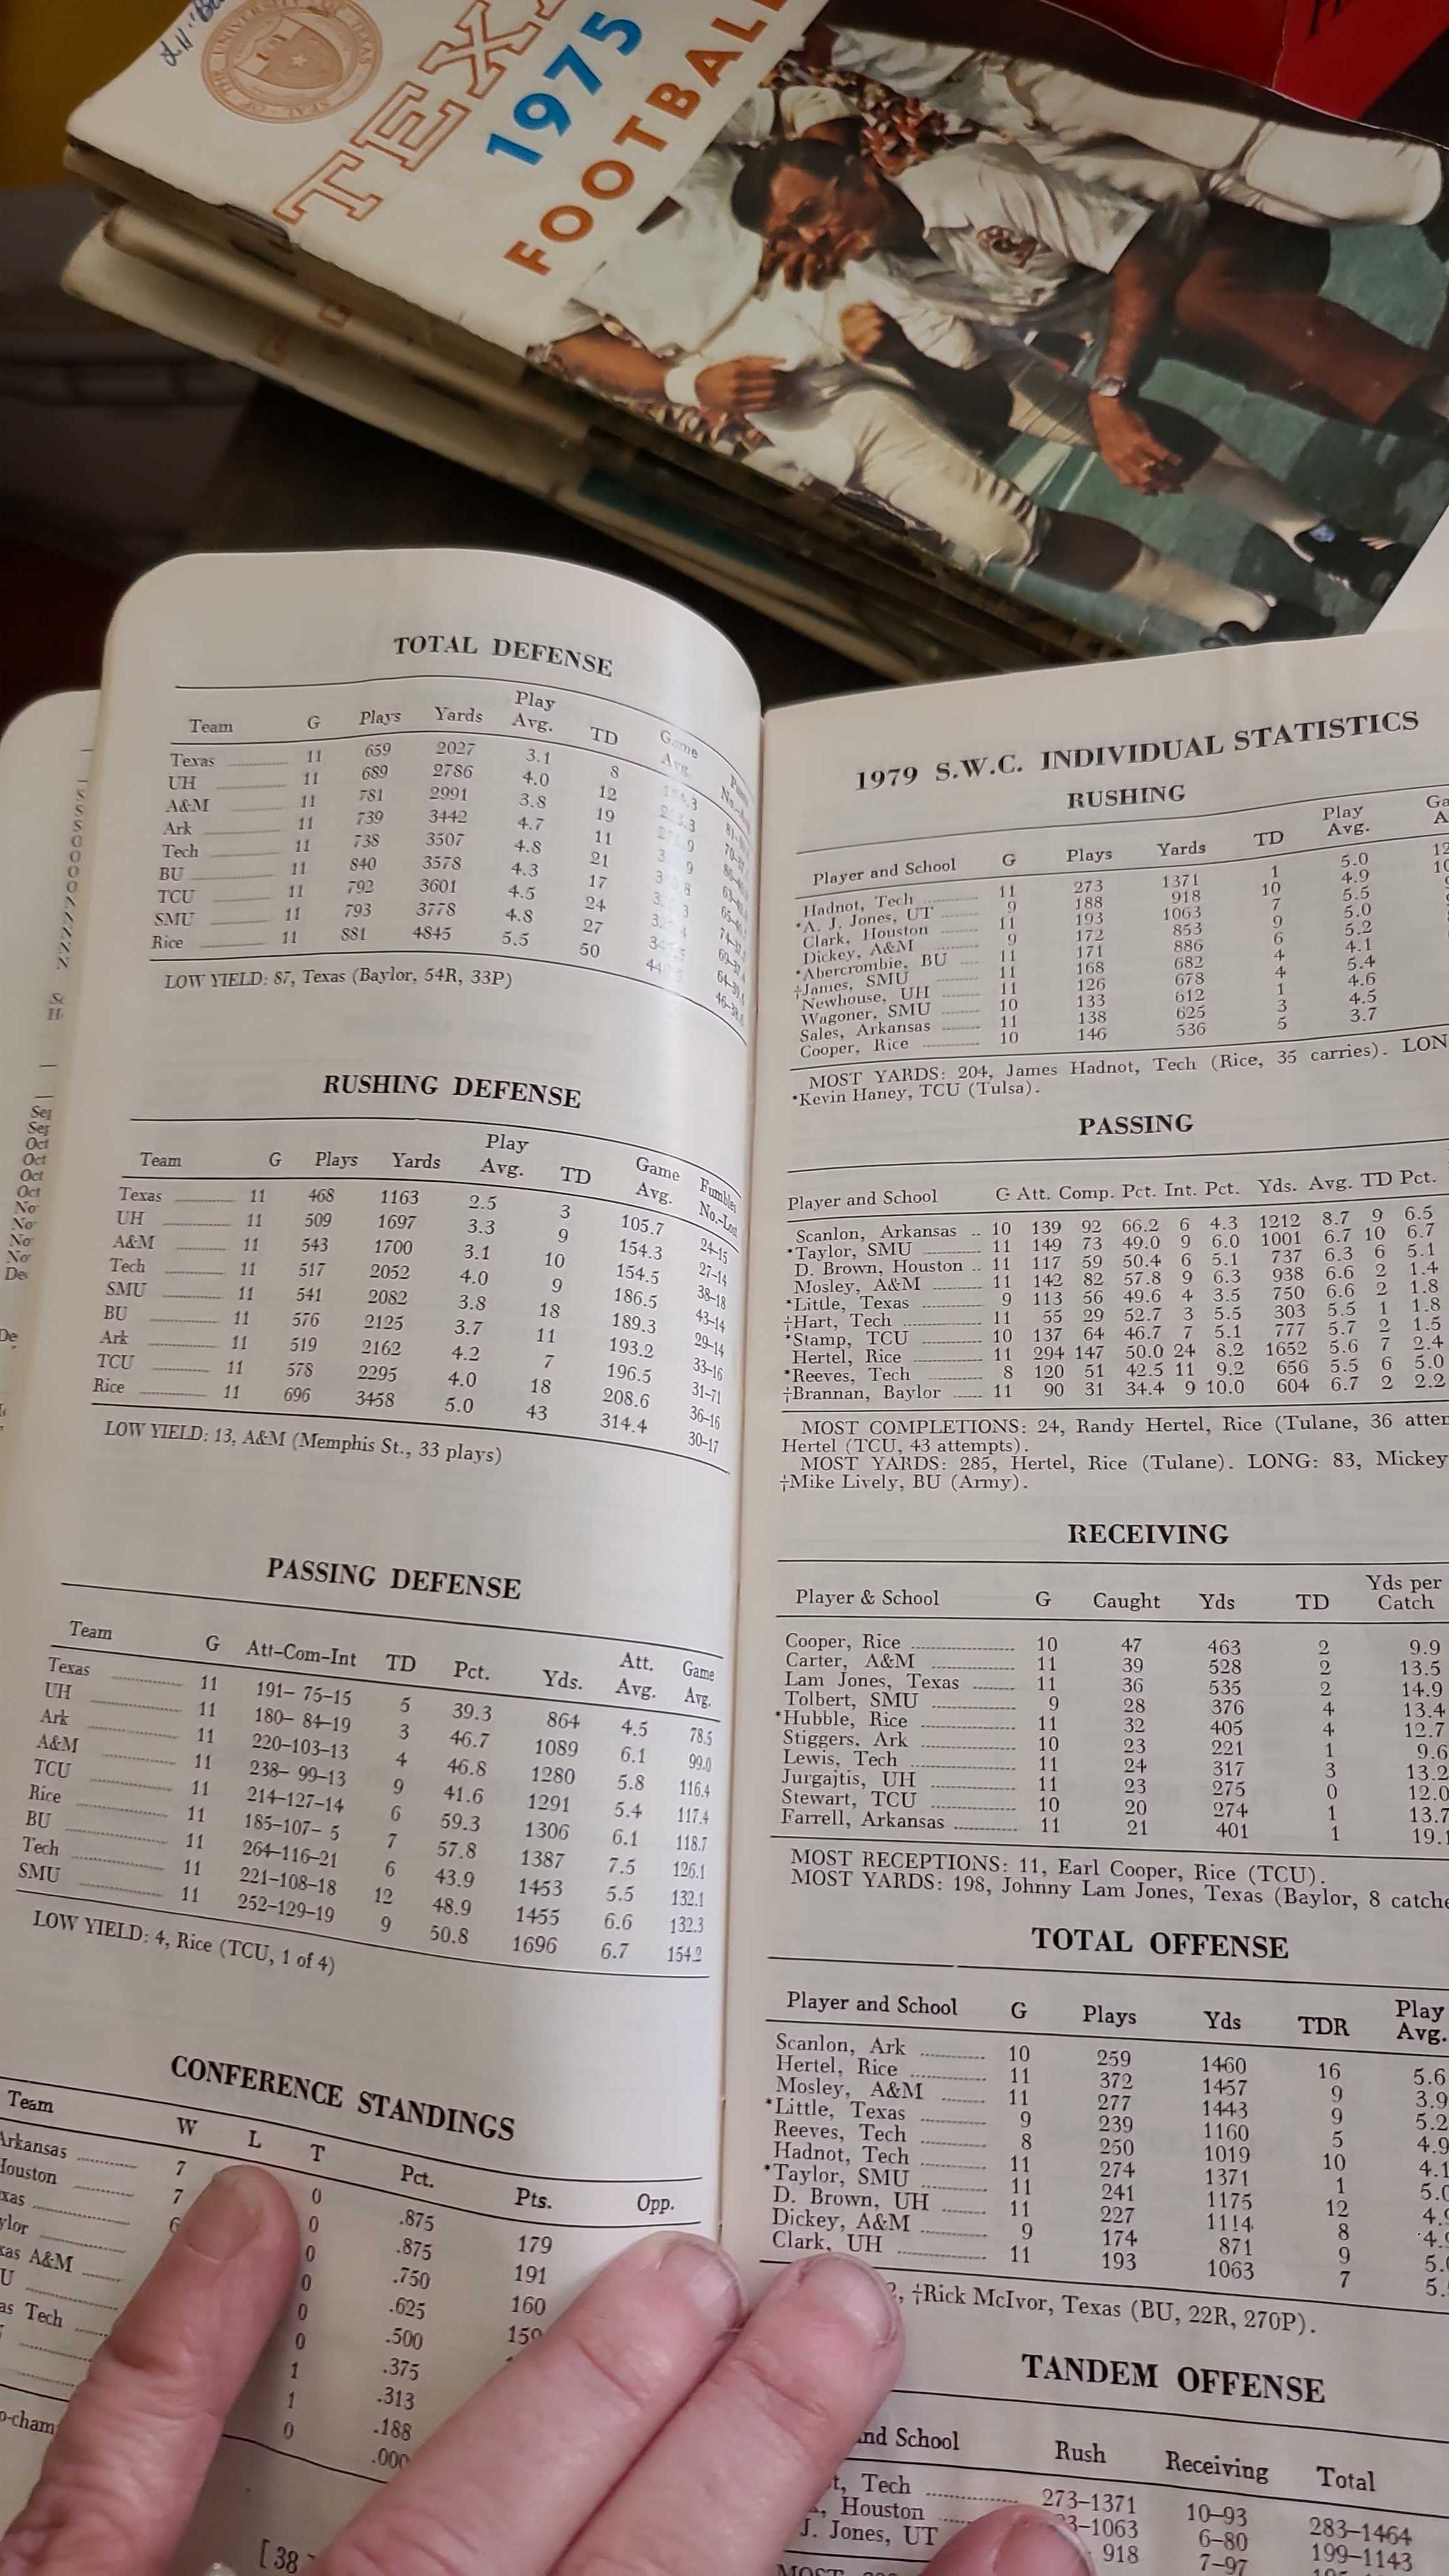 TEX
1975
FOOTBALL
TOTAL DEFENSE
Team G Plays Yards Play Avg. TD Game Avg.
Texas 11 659 2027 3.1 8
UH 11 689 2786 4.0 12
A&M 11 781 2991 3.8 19
Ark 11 739 3442 4.7 11
Tech 11 738 3507 4.8 21
BU 11 840 3578 4.3 17
TCU 11 792 3601 4.5 24
SMU 11 793 3778 4.8 27
Rice 11 881 4845 5.5 50
LOW YIELD: 87, Texas (Baylor, 54R, 33P)
RUSHING DEFENSE
Team G Plays Yards Play Avg. TD Game Avg. Fumbles No.-Lost
Texas 11 468 1163 2.5 3 105.7 24-15
UH 11 509 1697 3.3 9 154.3 27-14
A&M 11 543 1700 3.1 10 154.5 38-18
Tech 11 517 2052 4.0 9 186.5 43-14
SMU 11 541 2082 3.8 18 189.3 29-14
BU 11 576 2125 3.7 11 193.2 33-16
Ark 11 519 2162 4.2 7 196.5 31-71
TCU 11 578 2295 4.0 18 208.6 36-16
Rice 11 696 3458 5.0 43 314.4 30-17
LOW YIELD: 13, A&M (Memphis St., 33 plays)
PASSING DEFENSE
Team G Att-Com-Int TD Pct. Yds. Att. Avg. Game Avg.
Texas 11 191- 75-15 5 39.3 864 4.5 78.5
UH 11 180- 84-19 3 46.7 1089 6.1 99.0
Ark 11 220-103-13 4 46.8 1280 5.8 116.4
A&M 11 238- 99-13 9 41.6 1291 5.4 117.4
TCU 11 214-127-14 6 59.3 1306 6.1 118.7
Rice 11 185-107- 5 7 57.8 1387 7.5 126.1
BU 11 264-116-21 6 43.9 1453 5.5 132.1
Tech 11 221-108-18 12 48.9 1455 6.6 132.3
SMU 11 252-129-19 9 50.8 1696 6.7 154.2
LOW YIELD: 4, Rice (TCU, 1 of 4)
CONFERENCE STANDINGS
Team W L T Pct. Pts. Opp.
Arkansas 7 0 .875 179
Houston 7 0 .875 191
xas 6 0 .750 160
ylor 0 .625 159
xas A&M 0 .500
U 0 .375
as Tech 1 .313
1 .188
0 .000
[ 38
1979 S.W.C. INDIVIDUAL STATISTICS
RUSHING
Player and School G Plays Yards TD Play Avg.
Hadnot, Tech 11 273 1371 1 5.0
*A. J. Jones, UT 9 188 918 10 4.9
Clark, Houston 11 193 1063 7 5.5
Dickey, A&M 9 172 853 9 5.0
*Abercrombie, BU 11 171 886 6 5.2
†James, SMU 11 168 682 4 4.1
Newhouse, UH 11 126 678 4 5.4
Wagoner, SMU 10 133 612 1 4.6
Sales, Arkansas 11 138 625 3 4.5
Cooper, Rice 10 146 536 5 3.7
MOST YARDS: 204, James Hadnot, Tech (Rice, 35 carries). LON
*Kevin Haney, TCU (Tulsa).
PASSING
Player and School G Att. Comp. Pct. Int. Pct. Yds. Avg. TD Pct.
Scanlon, Arkansas 10 139 92 66.2 6 4.3 1212 8.7 9 6.5
*Taylor, SMU 11 149 73 49.0 9 6.0 1001 6.7 10 6.7
D. Brown, Houston 11 117 59 50.4 6 5.1 737 6.3 6 5.1
Mosley, A&M 11 142 82 57.8 9 6.3 938 6.6 2 1.4
*Little, Texas 9 113 56 49.6 4 3.5 750 6.6 2 1.8
†Hart, Tech 11 55 29 52.7 3 5.5 303 5.5 1 1.8
*Stamp, TCU 10 137 64 46.7 7 5.1 777 5.7 2 1.5
Hertel, Rice 11 294 147 50.0 24 8.2 1652 5.6 7 2.4
*Reeves, Tech 8 120 51 42.5 11 9.2 656 5.5 6 5.0
†Brannan, Baylor 11 90 31 34.4 9 10.0 604 6.7 2 2.2
MOST COMPLETIONS: 24, Randy Hertel, Rice (Tulane, 36 attem
Hertel (TCU, 43 attempts).
MOST YARDS: 285, Hertel, Rice (Tulane). LONG: 83, Mickey
†Mike Lively, BU (Army).
RECEIVING
Player & School G Caught Yds TD Yds per Catch
Cooper, Rice 10 47 463 2 9.9
Carter, A&M 11 39 528 2 13.5
Lam Jones, Texas 11 36 535 2 14.9
Tolbert, SMU 9 28 376 4 13.4
*Hubble, Rice 11 32 405 4 12.7
Stiggers, Ark 10 23 221 1 9.6
Lewis, Tech 11 24 317 3 13.2
Jurgajtis, UH 11 23 275 0 12.0
Stewart, TCU 10 20 274 1 13.7
Farrell, Arkansas 11 21 401 1 19.1
MOST RECEPTIONS: 11, Earl Cooper, Rice (TCU).
MOST YARDS: 198, Johnny Lam Jones, Texas (Baylor, 8 catche
TOTAL OFFENSE
Player and School G Plays Yds TDR Play Avg.
Scanlon, Ark 10 259 1460 16 5.6
Hertel, Rice 11 372 1457 9 3.9
Mosley, A&M 11 277 1443 9 5.2
*Little, Texas 9 239 1160 5 4.9
Reeves, Tech 8 250 1019 10 4.1
Hadnot, Tech 11 274 1371 1 5.0
*Taylor, SMU 11 241 1175 12 4.9
D. Brown, UH 11 227 1114 8 4.9
Dickey, A&M 9 174 871 9 5.0
Clark, UH 11 193 1063 7 5.
2, †Rick McIvor, Texas (BU, 22R, 270P).
TANDEM OFFENSE
nd School Rush Receiving Total
t, Tech 273-1371 10-93 283-1464
, Houston 3-1063 6-80 199-1143
J. Jones, UT 918 7-97